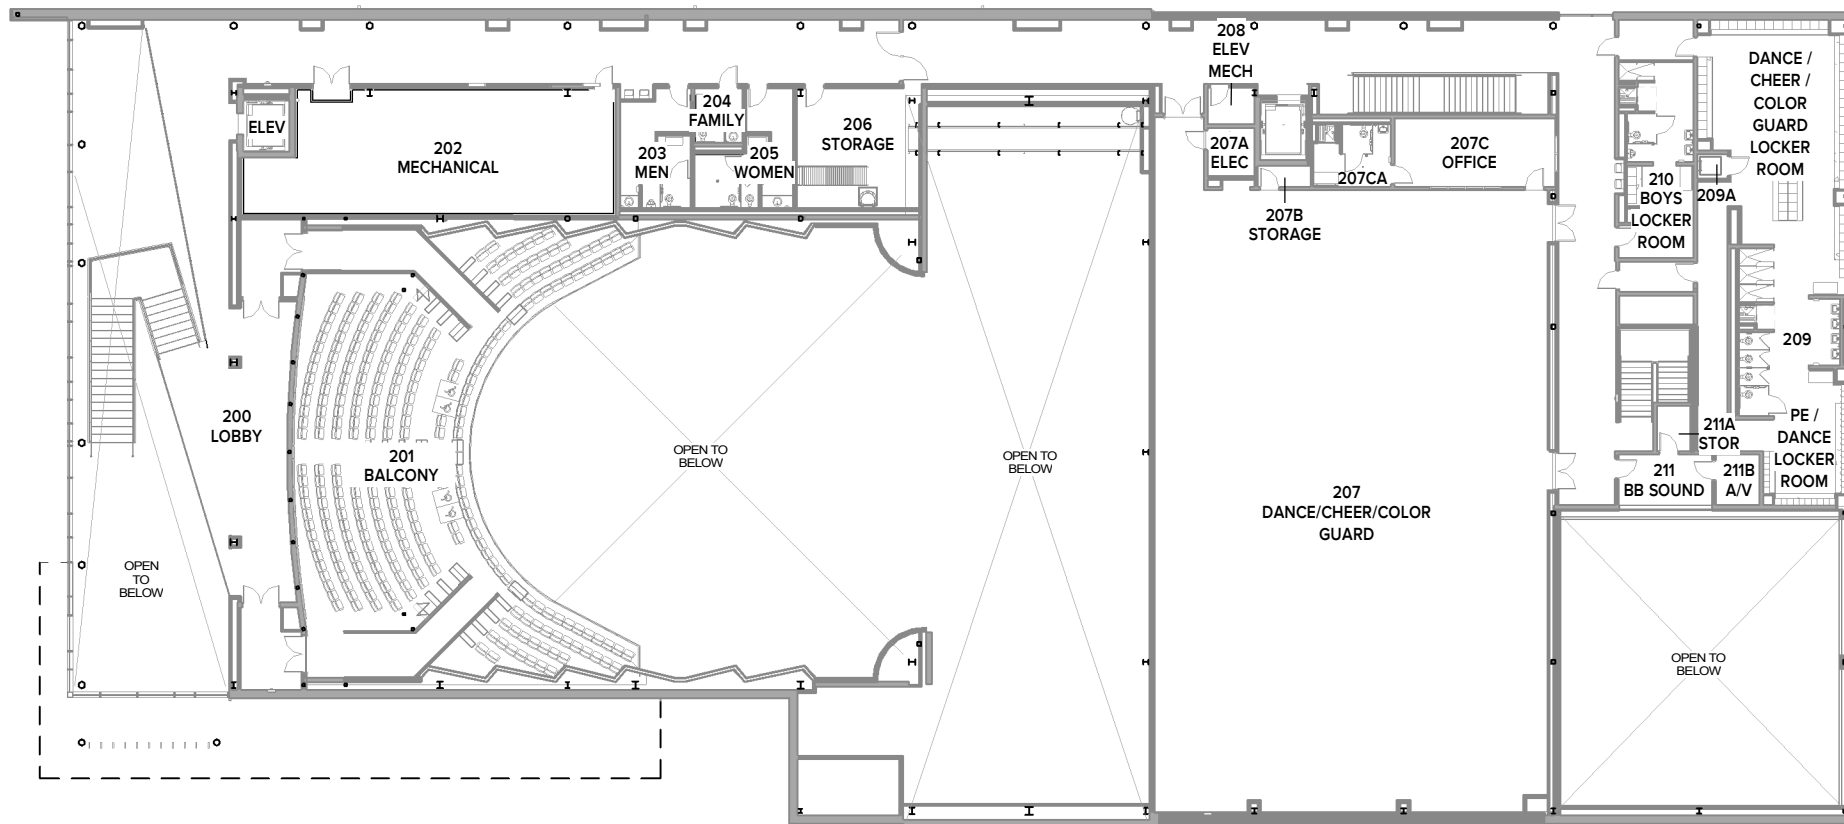 208
ELEV
MECH
DANCE /
CHEER /
COLOR
GUARD
LOCKER
ROOM
ELEV
202
MECHANICAL
204
FAMILY
203
MEN
205
WOMEN
206
STORAGE
207A
ELEC
207C
OFFICE
207CA
207B
STORAGE
210
BOYS
LOCKER
ROOM
209A
209
200
LOBBY
201
BALCONY
OPEN TO
BELOW
OPEN TO
BELOW
207
DANCE/CHEER/COLOR
GUARD
211A
STOR
PE /
DANCE
LOCKER
ROOM
211
BB SOUND
211B
A/V
OPEN
TO
BELOW
OPEN TO
BELOW